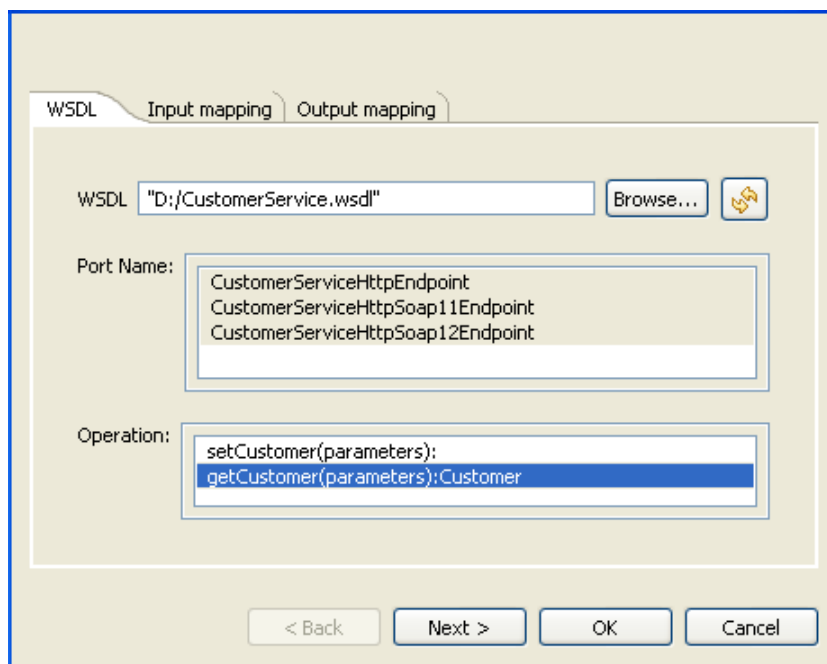 WSDL Input mapping Output mapping
WSDL "D:/CustomerService.wsdl" Browse...
Port Name:
CustomerServiceHttpEndpoint
CustomerServiceHttpSoap11Endpoint
CustomerServiceHttpSoap12Endpoint
Operation:
setCustomer(parameters):
getCustomer(parameters):Customer
< Back Next > OK Cancel